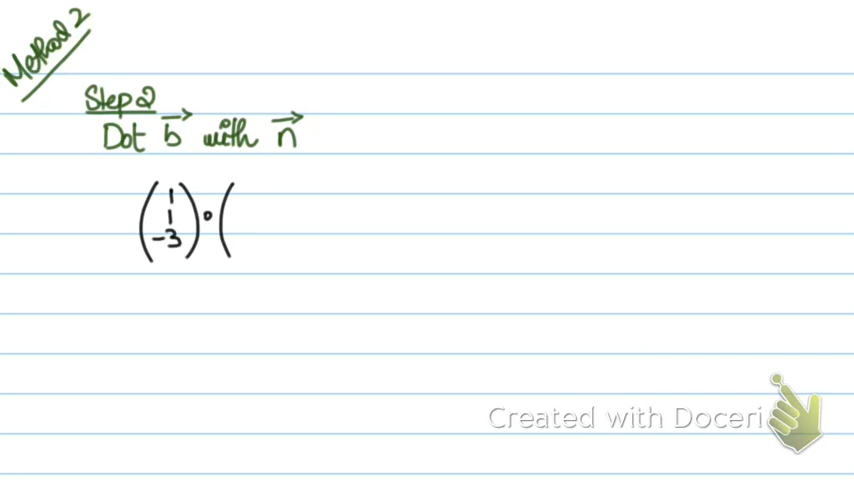 Method 2
Step 2
Dot b with n
(1 1 -3) • (
Created with Doceri